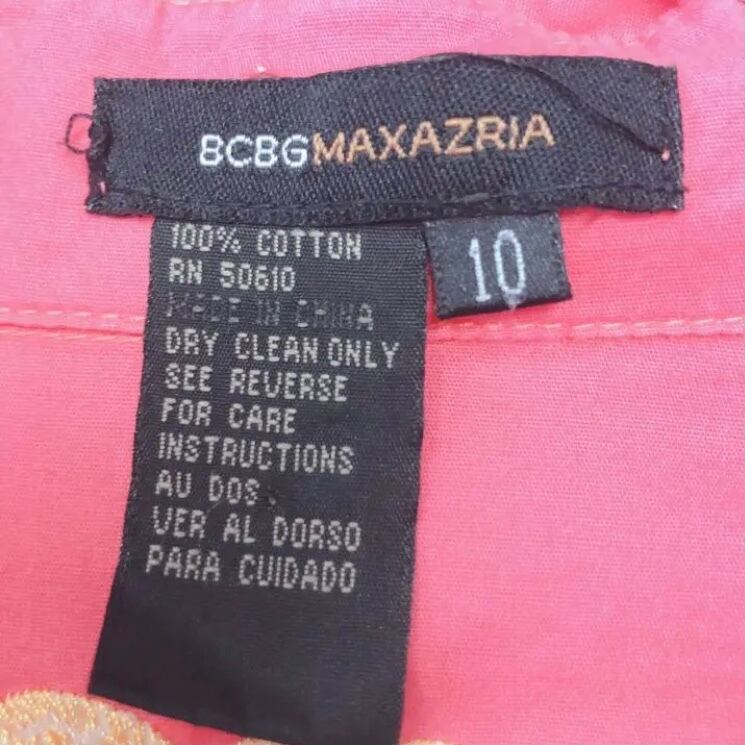 BCBGMAXAZRIA
10
100% COTTON
RN 50610
MADE IN CHINA
DRY CLEAN ONLY
SEE REVERSE
FOR CARE
INSTRUCTIONS
AU DOS
VER AL DORSO
PARA CUIDADO